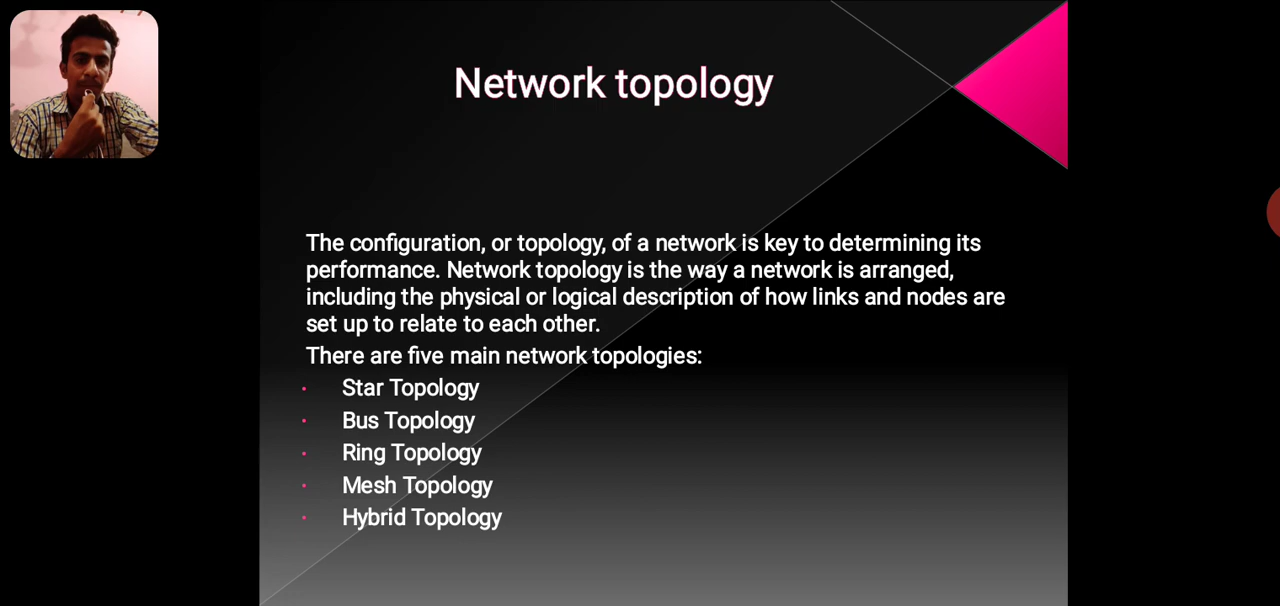 Network topology
The configuration, or topology, of a network is key to determining its
performance. Network topology is the way a network is arranged,
including the physical or logical description of how links and nodes are
set up to relate to each other.
There are five main network topologies:
Star Topology
Bus Topology
Ring Topology
Mesh Topology
Hybrid Topology